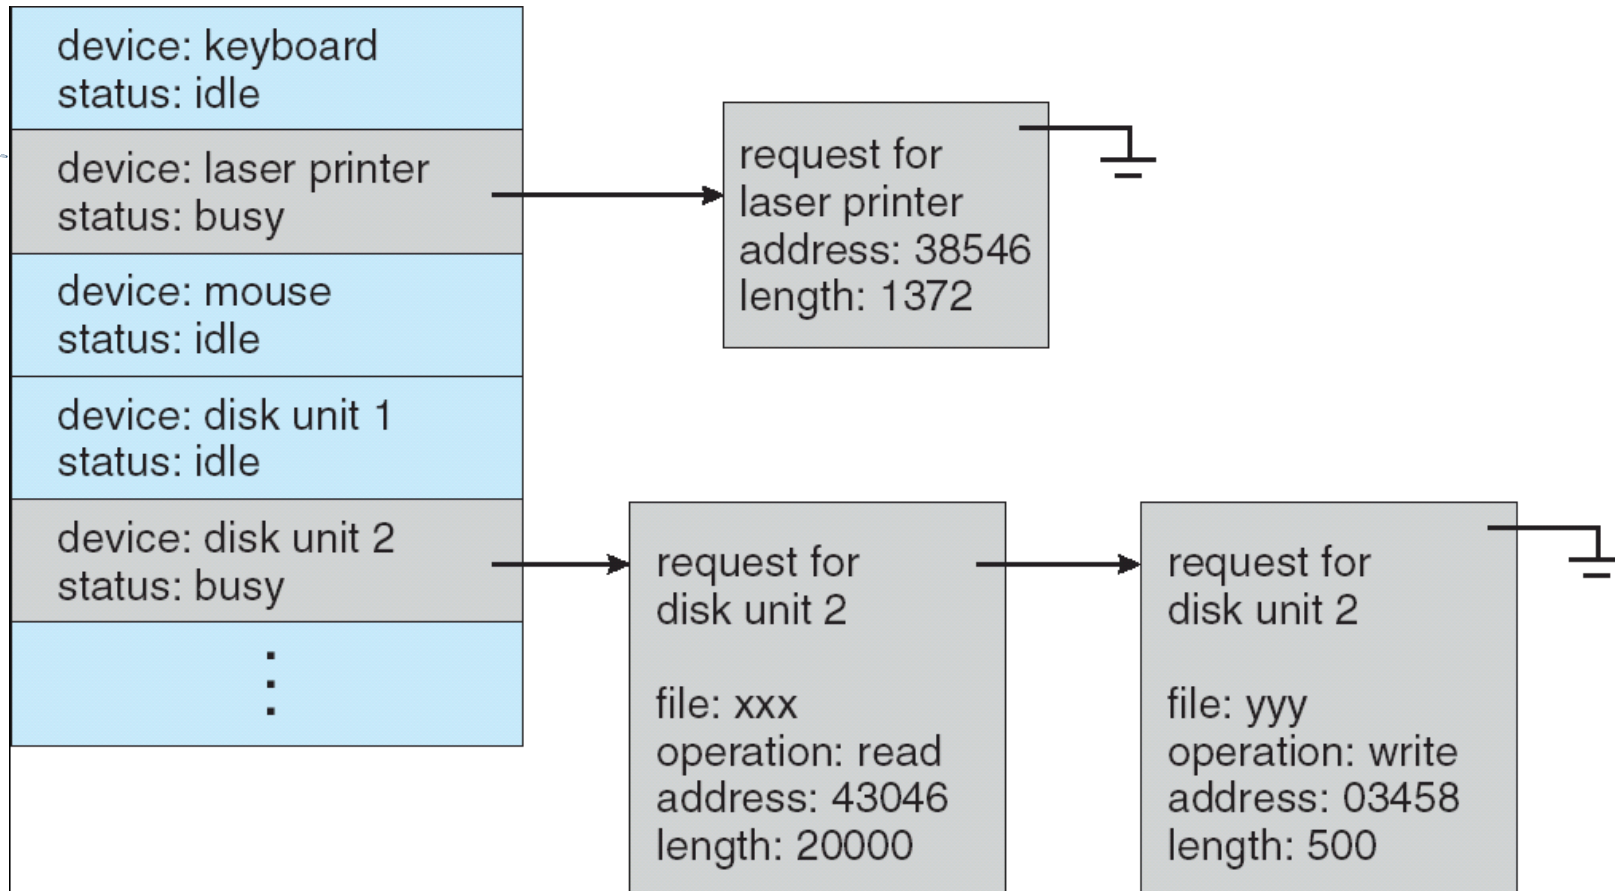 device: keyboard
status: idle
device: laser printer
status: busy
device: mouse
status: idle
device: disk unit 1
status: idle
device: disk unit 2
status: busy
request for
laser printer
address: 38546
length: 1372
request for
disk unit 2
file: xxx
operation: read
address: 43046
length: 20000
request for
disk unit 2
file: yyy
operation: write
address: 03458
length: 500